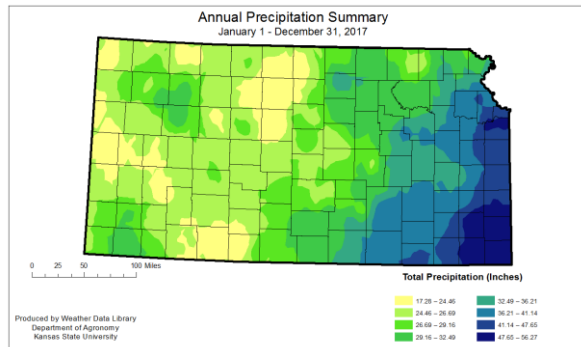 Annual Precipitation Summary
January 1 - December 31, 2017
0 25 50 100 Miles
Total Precipitation (Inches)
17.28 – 24.46 32.49 – 36.21
24.46 – 26.69 36.21 – 41.14
26.69 – 29.16 41.14 – 47.65
29.16 – 32.49 47.65 – 56.27
Produced by Weather Data Library
Department of Agronomy
Kansas State University